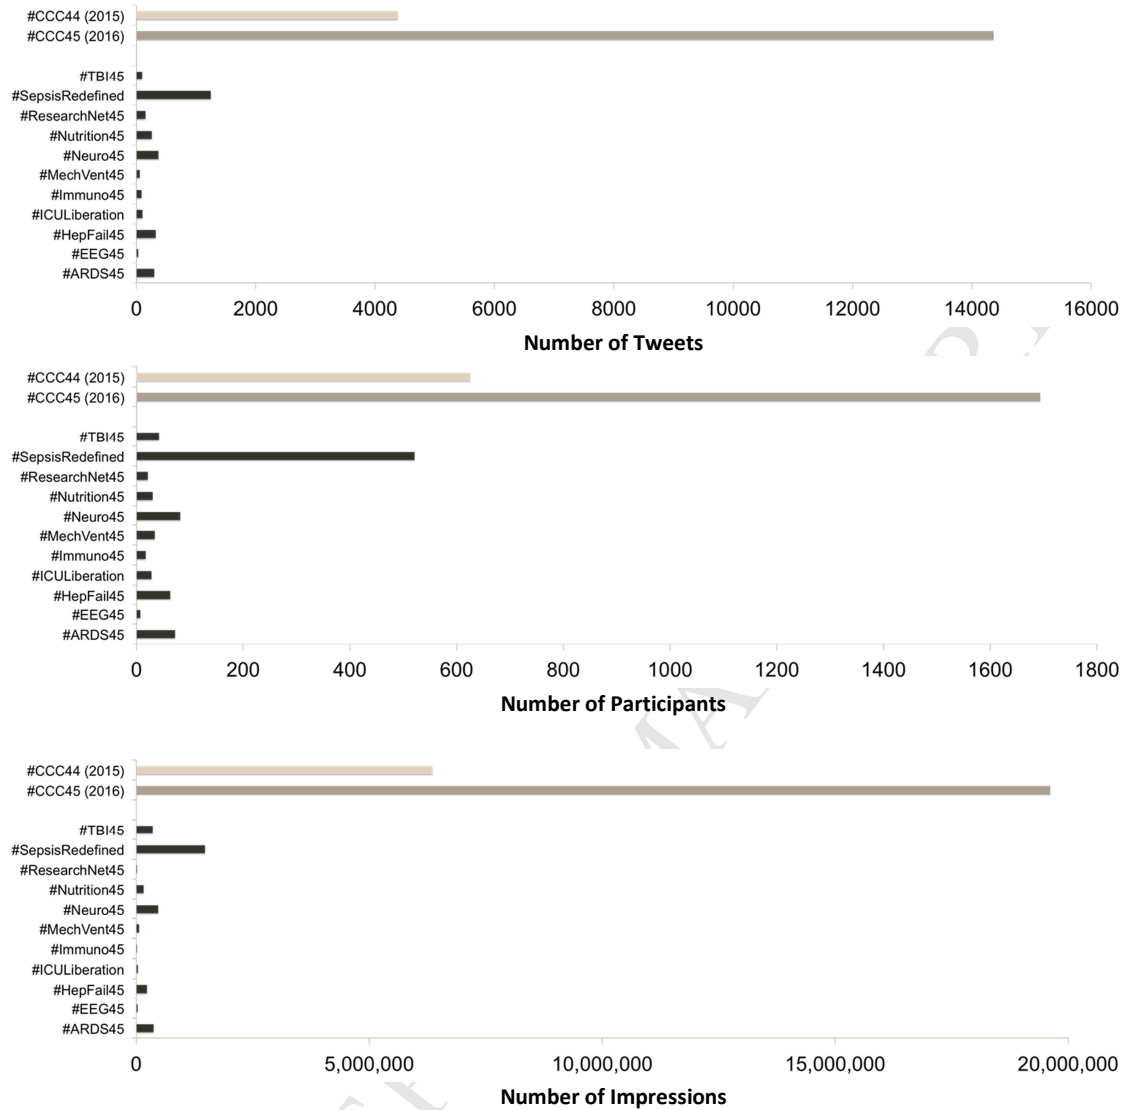 #CCC44 (2015)
#CCC45 (2016)
#TBI45
#SepsisRedefined
#ResearchNet45
#Nutrition45
#Neuro45
#MechVent45
#Immuno45
#ICULiberation
#HepFail45
#EEG45
#ARDS45
0 2000 4000 6000 8000 10000 12000 14000 16000
Number of Tweets
#CCC44 (2015)
#CCC45 (2016)
#TBI45
#SepsisRedefined
#ResearchNet45
#Nutrition45
#Neuro45
#MechVent45
#Immuno45
#ICULiberation
#HepFail45
#EEG45
#ARDS45
0 200 400 600 800 1000 1200 1400 1600 1800
Number of Participants
#CCC44 (2015)
#CCC45 (2016)
#TBI45
#SepsisRedefined
#ResearchNet45
#Nutrition45
#Neuro45
#MechVent45
#Immuno45
#ICULiberation
#HepFail45
#EEG45
#ARDS45
0 5,000,000 10,000,000 15,000,000 20,000,000
Number of Impressions